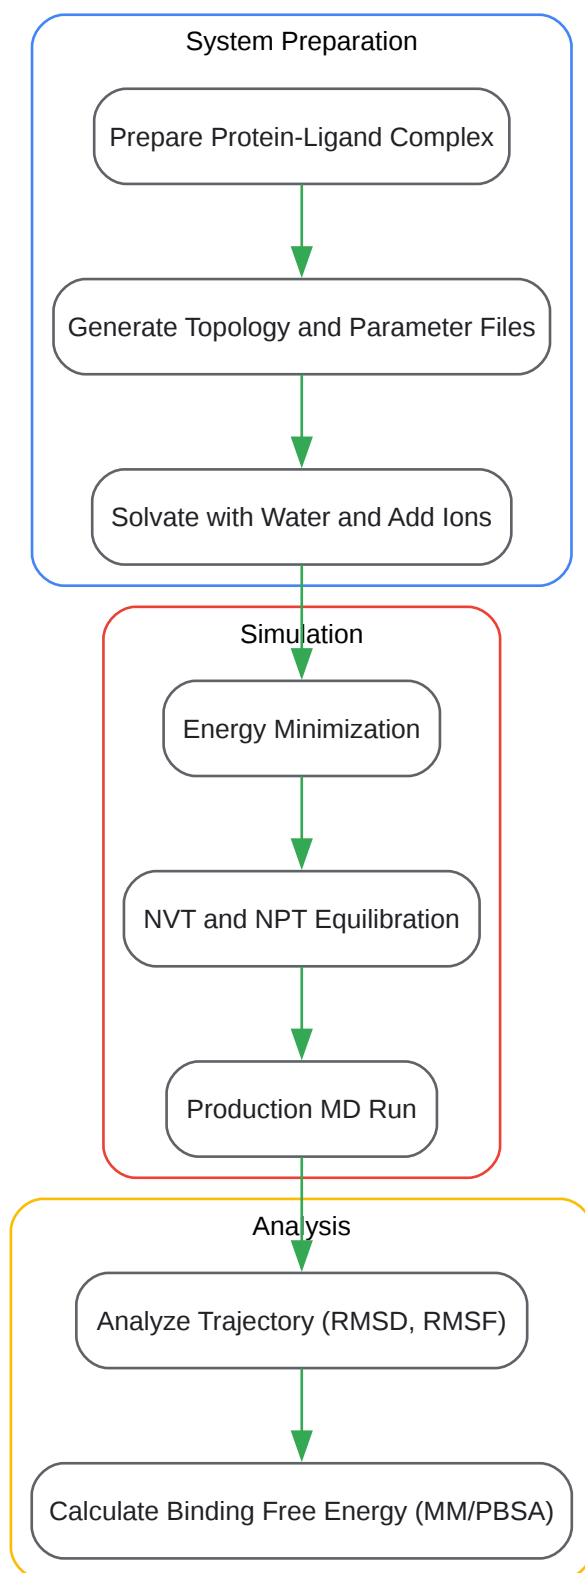 System Preparation
Prepare Protein-Ligand Complex
Generate Topology and Parameter Files
Solvate with Water and Add Ions
Simulation
Energy Minimization
NVT and NPT Equilibration
Production MD Run
Analysis
Analyze Trajectory (RMSD, RMSF)
Calculate Binding Free Energy (MM/PBSA)